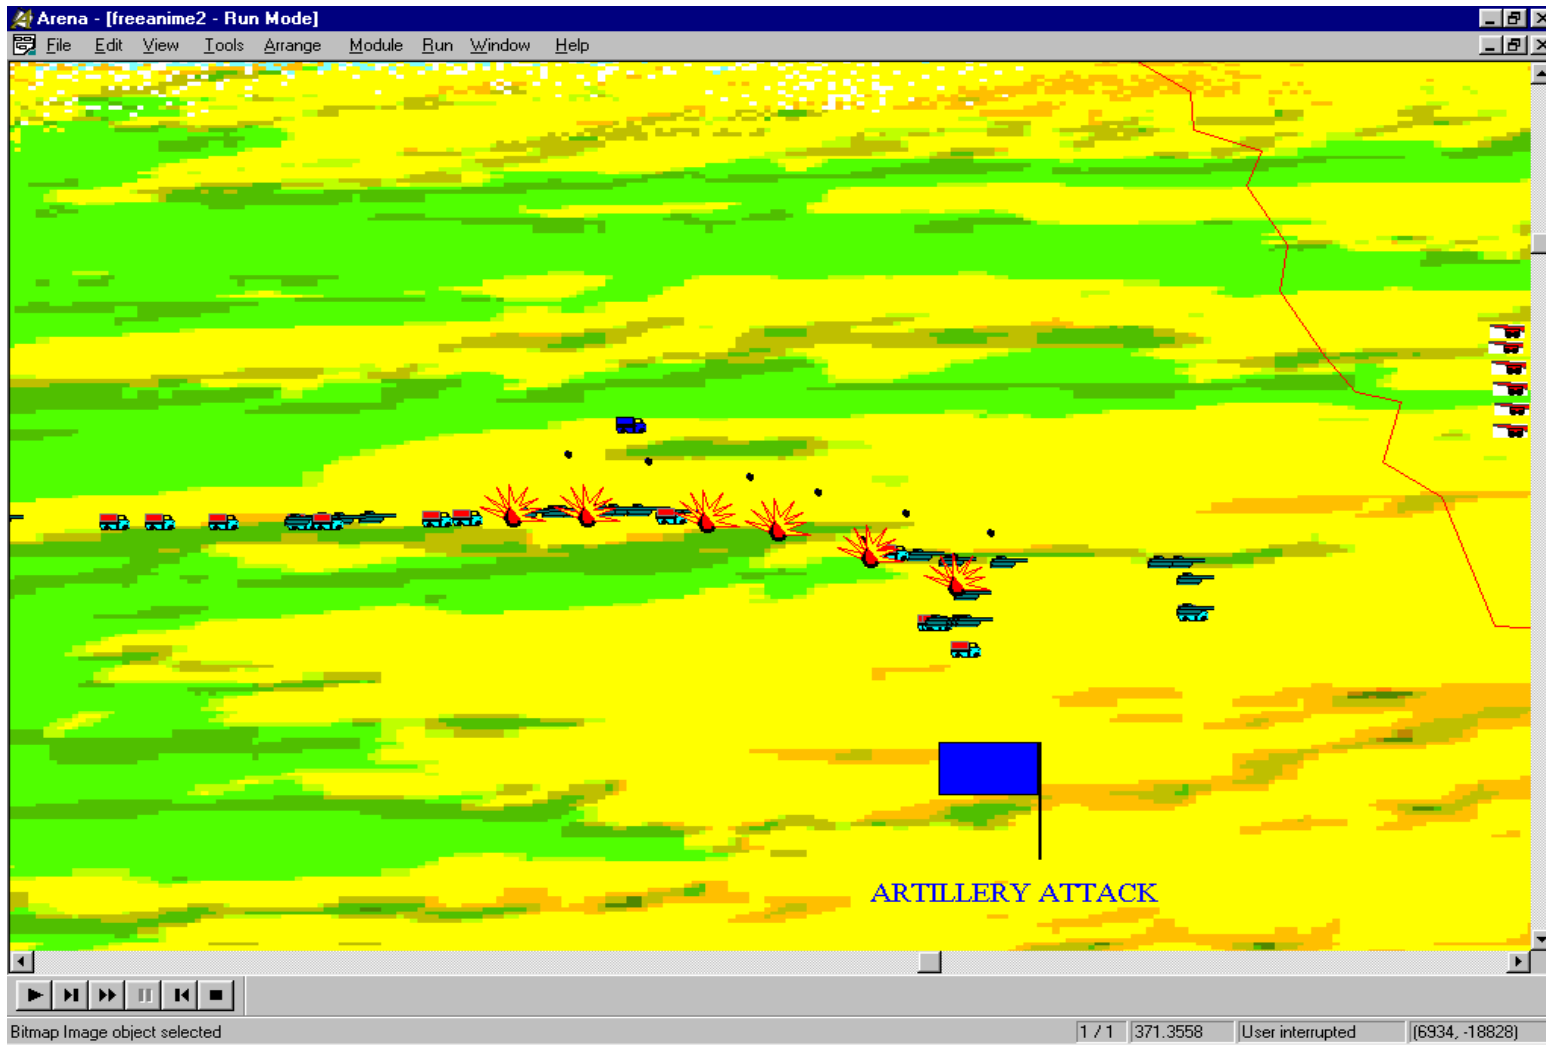 Arena - [freeanime2 - Run Mode]
File Edit View Tools Arrange Module Run Window Help
ARTILLERY ATTACK
Bitmap Image object selected 1 / 1 371.3558 User interrupted (6934, -18828)